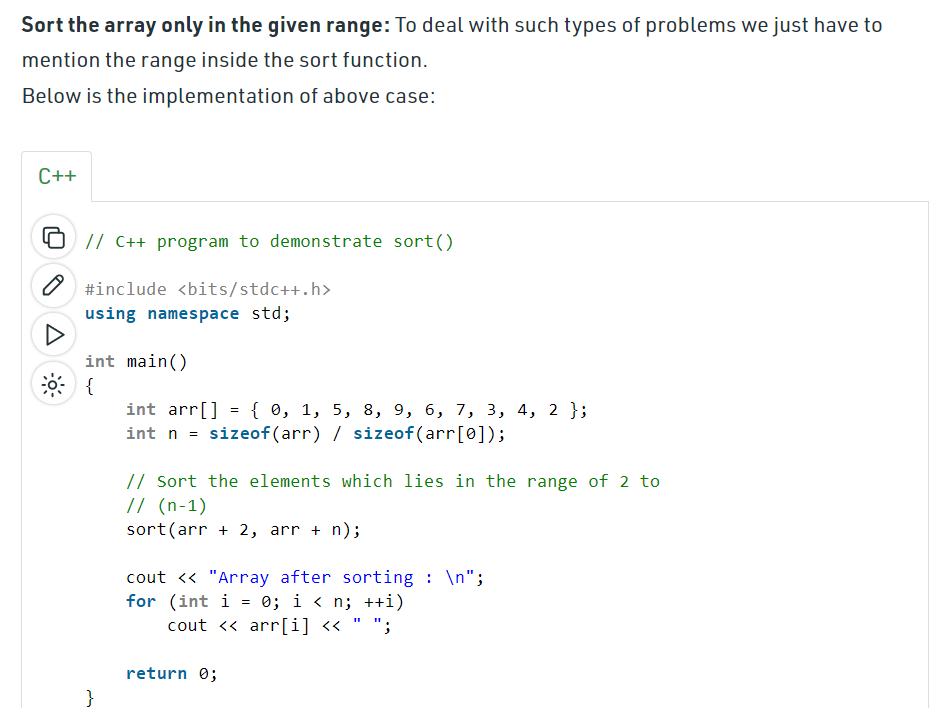 Sort the array only in the given range: To deal with such types of problems we just have to
mention the range inside the sort function.
Below is the implementation of above case:
C++
// C++ program to demonstrate sort()
#include <bits/stdc++.h>
using namespace std;
int main()
{
    int arr[] = { 0, 1, 5, 8, 9, 6, 7, 3, 4, 2 };
    int n = sizeof(arr) / sizeof(arr[0]);
    // Sort the elements which lies in the range of 2 to
    // (n-1)
    sort(arr + 2, arr + n);
    cout << "Array after sorting : \n";
    for (int i = 0; i < n; ++i)
        cout << arr[i] << " ";
    return 0;
}